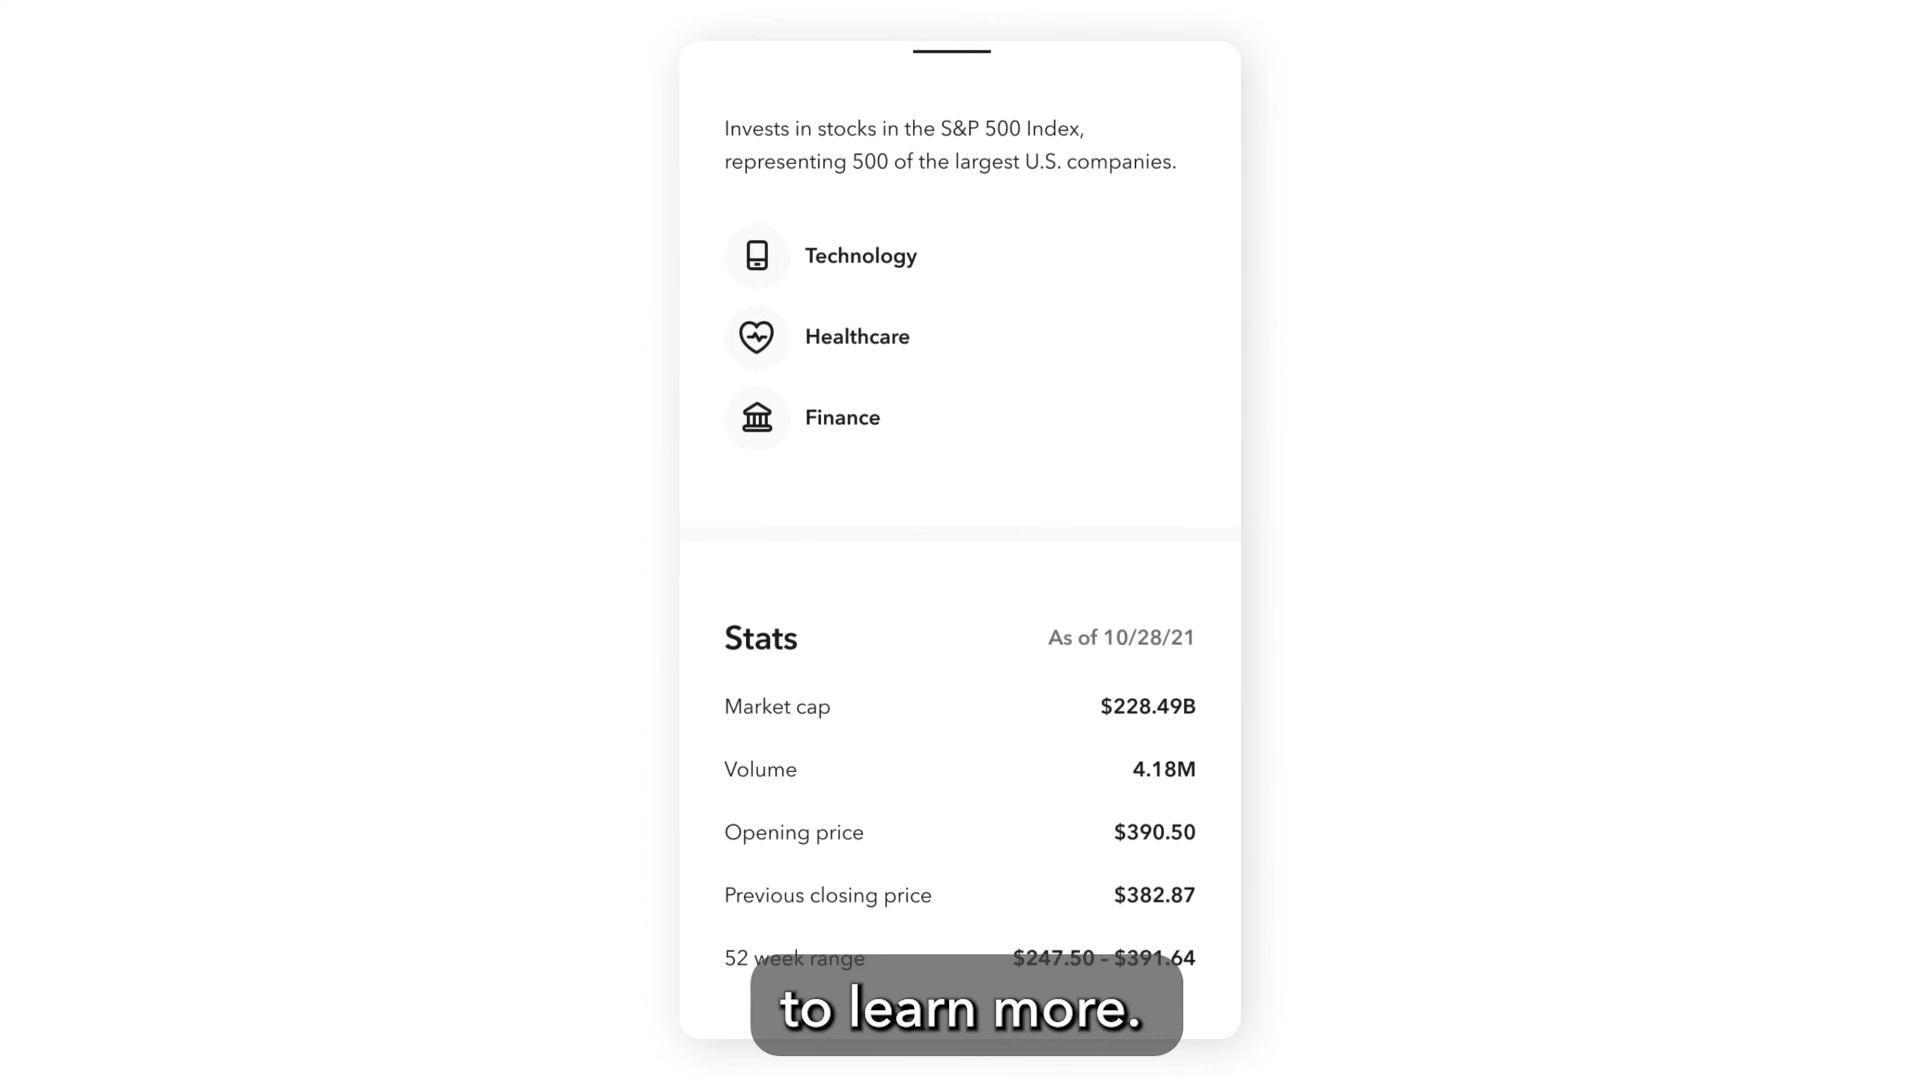 Invests in stocks in the S&P 500 Index,
representing 500 of the largest U.S. companies.
Technology
Healthcare
Finance
Stats As of 10/28/21
Market cap $228.49B
Volume 4.18M
Opening price $390.50
Previous closing price $382.87
52 week range $247.50 - $391.64
to learn more.